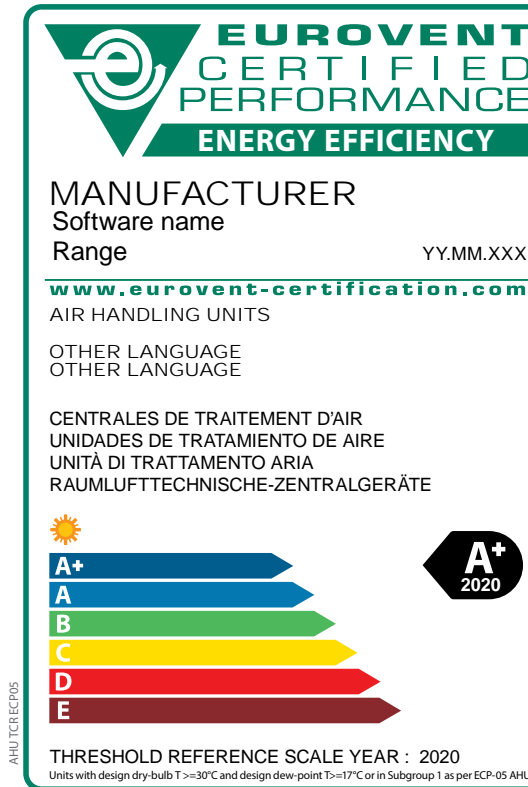 EUROVENT
CERTIFIED
PERFORMANCE
ENERGY EFFICIENCY
MANUFACTURER
Software name
Range YY.MM.XXX
www.eurovent-certification.com
AIR HANDLING UNITS
OTHER LANGUAGE
OTHER LANGUAGE
CENTRALES DE TRAITEMENT D'AIR
UNIDADES DE TRATAMIENTO DE AIRE
UNITÀ DI TRATTAMENTO ARIA
RAUMLUFTTECHNISCHE-ZENTRALGERÄTE
A+
A
B
C
D
E
A+
2020
THRESHOLD REFERENCE SCALE YEAR : 2020
Units with design dry-bulb T >=30°C and design dew-point T>=17°C or in Subgroup 1 as per ECP-05 AHU
AHU TCR ECP05